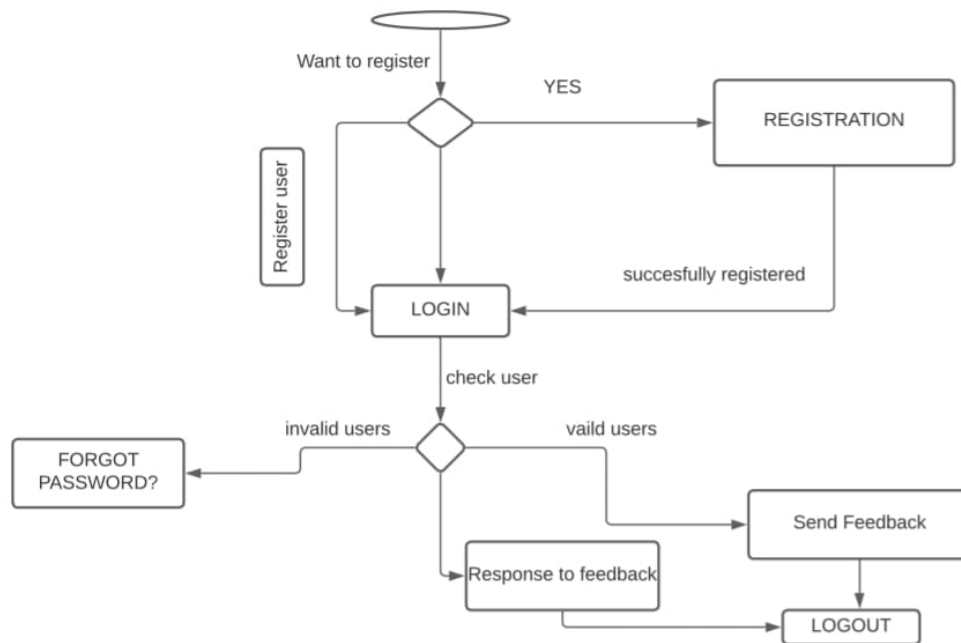 Want to register
YES
REGISTRATION
Register user
succesfully registered
LOGIN
check user
invalid users
vaild users
FORGOT
PASSWORD?
Send Feedback
Response to feedback
LOGOUT